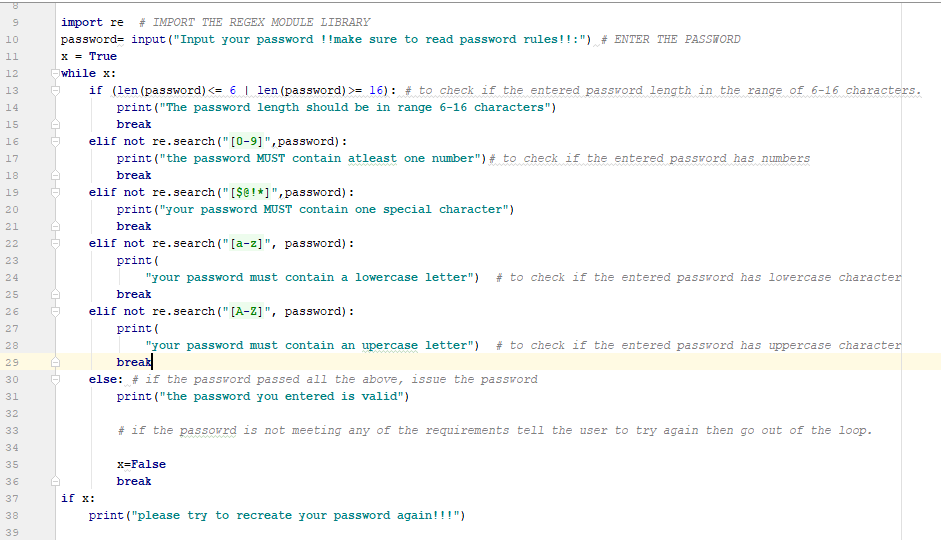 8
9 import re  # IMPORT THE REGEX MODULE LIBRARY
10 password= input("Input your password !!make sure to read password rules!!:") # ENTER THE PASSWORD
11 x = True
12 while x:
13     if (len(password)<= 6 | len(password)>= 16): # to check if the entered password length in the range of 6-16 characters.
14         print("The password length should be in range 6-16 characters")
15         break
16     elif not re.search("[0-9]",password):
17         print("the password MUST contain atleast one number")# to check if the entered password has numbers
18         break
19     elif not re.search("[$@!*]",password):
20         print("your password MUST contain one special character")
21         break
22     elif not re.search("[a-z]", password):
23         print(
24             "your password must contain a lowercase letter")  # to check if the entered password has lowercase character
25         break
26     elif not re.search("[A-Z]", password):
27         print(
28             "your password must contain an upercase letter")  # to check if the entered password has uppercase character
29         break
30     else: # if the password passed all the above, issue the password
31         print("the password you entered is valid")
32
33         # if the passowrd is not meeting any of the requirements tell the user to try again then go out of the loop.
34
35         x=False
36         break
37 if x:
38     print("please try to recreate your password again!!!")
39